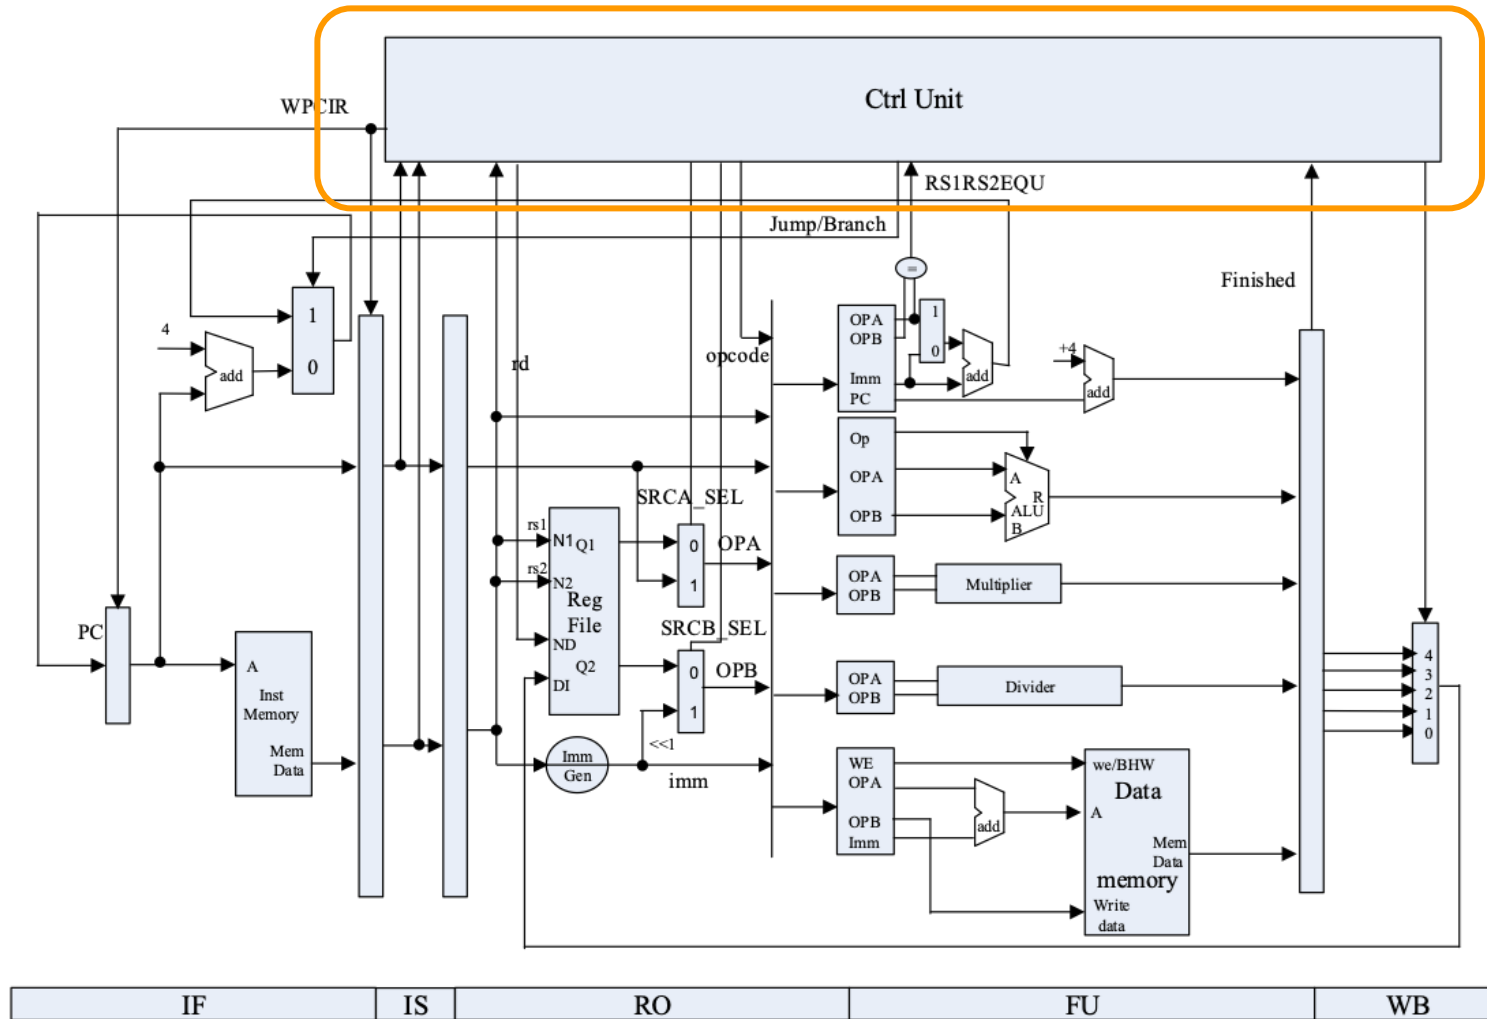 Ctrl Unit
WPCIR
RS1RS2EQU
Jump/Branch
Finished
=
1
0
4
add
rd
opcode
OPA
OPB
Imm
PC
1
0
add
+4
add
Op
OPA
OPB
A
R
ALU
B
SRCA_SEL
rs1
N1 Q1
rs2
N2
Reg
File
ND
Q2
DI
0
1
OPA
SRCB_SEL
0
1
OPB
<<1
Imm
Gen
imm
OPA
OPB
Multiplier
OPA
OPB
Divider
WE
OPA
OPB
Imm
add
we/BHW
Data
A
Mem
Data
memory
Write
data
4
3
2
1
0
PC
A
Inst
Memory
Mem
Data
IF
IS
RO
FU
WB